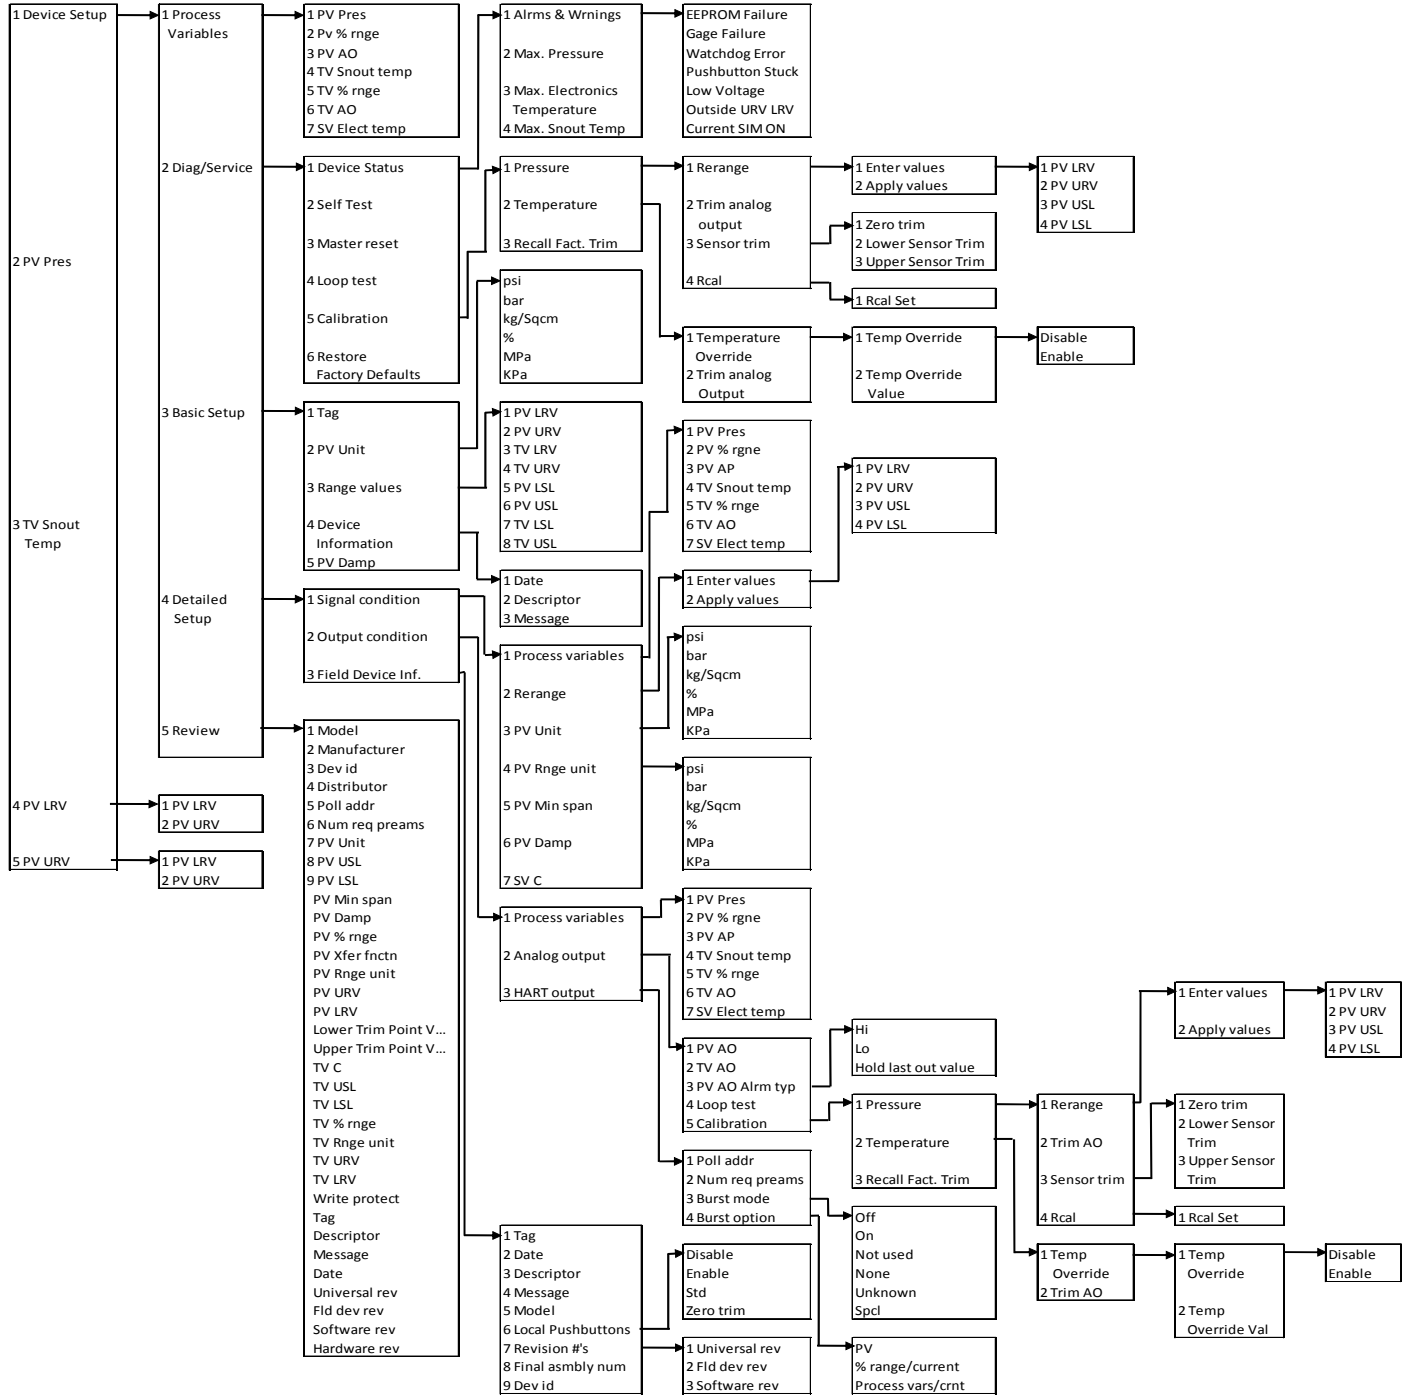 1 Device Setup
2 PV Pres
3 TV Snout
Temp
4 PV LRV
5 PV URV
1 Process
Variables
2 Diag/Service
3 Basic Setup
4 Detailed
Setup
5 Review
1 PV LRV
2 PV URV
1 PV LRV
2 PV URV
1 PV Pres
2 Pv % rnge
3 PV AO
4 TV Snout temp
5 TV % rnge
6 TV AO
7 SV Elect temp
1 Device Status
2 Self Test
3 Master reset
4 Loop test
5 Calibration
6 Restore
Factory Defaults
1 Tag
2 PV Unit
3 Range values
4 Device
Information
5 PV Damp
1 Signal condition
2 Output condition
3 Field Device Inf.
1 Model
2 Manufacturer
3 Dev id
4 Distributor
5 Poll addr
6 Num req preams
7 PV Unit
8 PV USL
9 PV LSL
PV Min span
PV Damp
PV % rnge
PV Xfer fnctn
PV Rnge unit
PV URV
PV LRV
Lower Trim Point V...
Upper Trim Point V...
TV C
TV USL
TV LSL
TV % rnge
TV Rnge unit
TV URV
TV LRV
Write protect
Tag
Descriptor
Message
Date
Universal rev
Fld dev rev
Software rev
Hardware rev
1 Alrms & Wrnings
2 Max. Pressure
3 Max. Electronics
Temperature
4 Max. Snout Temp
1 Pressure
2 Temperature
3 Recall Fact. Trim
psi
bar
kg/Sqcm
%
MPa
KPa
1 PV LRV
2 PV URV
3 TV LRV
4 TV URV
5 PV LSL
6 PV USL
7 TV LSL
8 TV USL
1 Date
2 Descriptor
3 Message
1 Process variables
2 Rerange
3 PV Unit
4 PV Rnge unit
5 PV Min span
6 PV Damp
7 SV C
1 Process variables
2 Analog output
3 HART output
1 Tag
2 Date
3 Descriptor
4 Message
5 Model
6 Local Pushbuttons
7 Revision #'s
8 Final asmbly num
9 Dev id
EEPROM Failure
Gage Failure
Watchdog Error
Pushbutton Stuck
Low Voltage
Outside URV LRV
Current SIM ON
1 Rerange
2 Trim analog
output
3 Sensor trim
4 Rcal
1 Temperature
Override
2 Trim analog
Output
1 PV Pres
2 PV % rgne
3 PV AP
4 TV Snout temp
5 TV % rnge
6 TV AO
7 SV Elect temp
1 Enter values
2 Apply values
psi
bar
kg/Sqcm
%
MPa
KPa
psi
bar
kg/Sqcm
%
MPa
KPa
1 PV Pres
2 PV % rgne
3 PV AP
4 TV Snout temp
5 TV % rnge
6 TV AO
7 SV Elect temp
1 PV AO
2 TV AO
3 PV AO Alrm typ
4 Loop test
5 Calibration
1 Poll addr
2 Num req preams
3 Burst mode
4 Burst option
Disable
Enable
Std
Zero trim
1 Universal rev
2 Fld dev rev
3 Software rev
1 Enter values
2 Apply values
1 Zero trim
2 Lower Sensor Trim
3 Upper Sensor Trim
1 Rcal Set
1 Temp Override
2 Temp Override
Value
1 PV LRV
2 PV URV
3 PV USL
4 PV LSL
Hi
Lo
Hold last out value
1 Pressure
2 Temperature
3 Recall Fact. Trim
Off
On
Not used
None
Unknown
Spcl
PV
% range/current
Process vars/crnt
1 PV LRV
2 PV URV
3 PV USL
4 PV LSL
Disable
Enable
1 Rerange
2 Trim AO
3 Sensor trim
4 Rcal
1 Temp
Override
2 Trim AO
1 Enter values
2 Apply values
1 Zero trim
2 Lower Sensor
Trim
3 Upper Sensor
Trim
1 Rcal Set
1 Temp
Override
2 Temp
Override Val
1 PV LRV
2 PV URV
3 PV USL
4 PV LSL
Disable
Enable